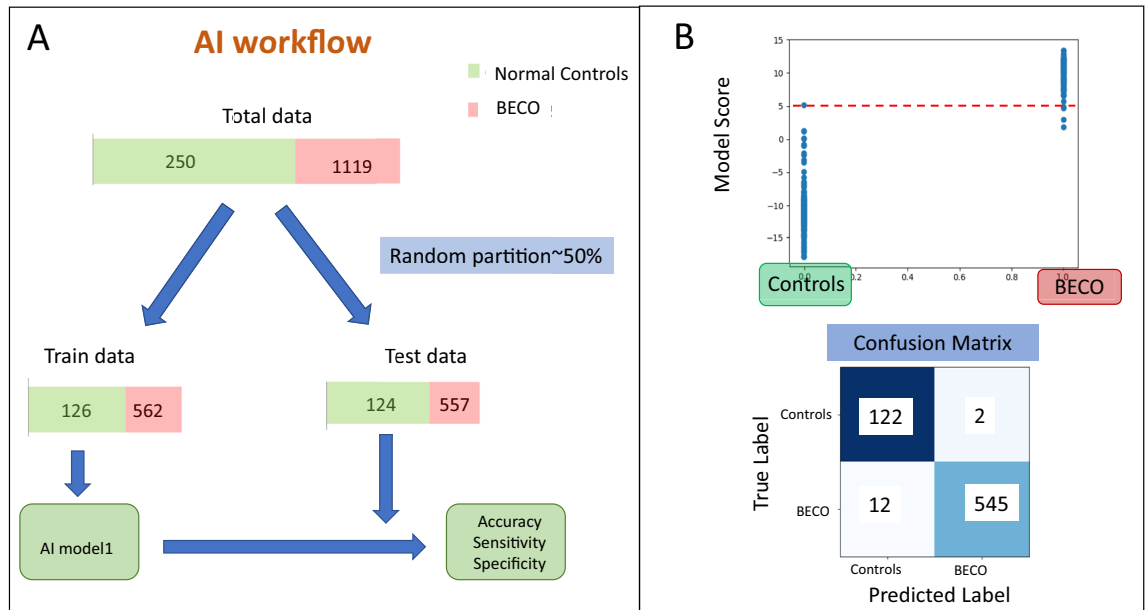 A
AI workflow
Normal Controls
BECO
Total data
250
1119
Random partition~50%
Train data
Test data
126
562
124
557
AI model1
Accuracy
Sensitivity
Specificity
B
Model Score
15
10
5
0
−5
−10
−15
0.0
0.2
0.4
0.6
0.8
1.0
Controls
BECO
Confusion Matrix
True Label
Controls
122
2
BECO
12
545
Controls
BECO
Predicted Label